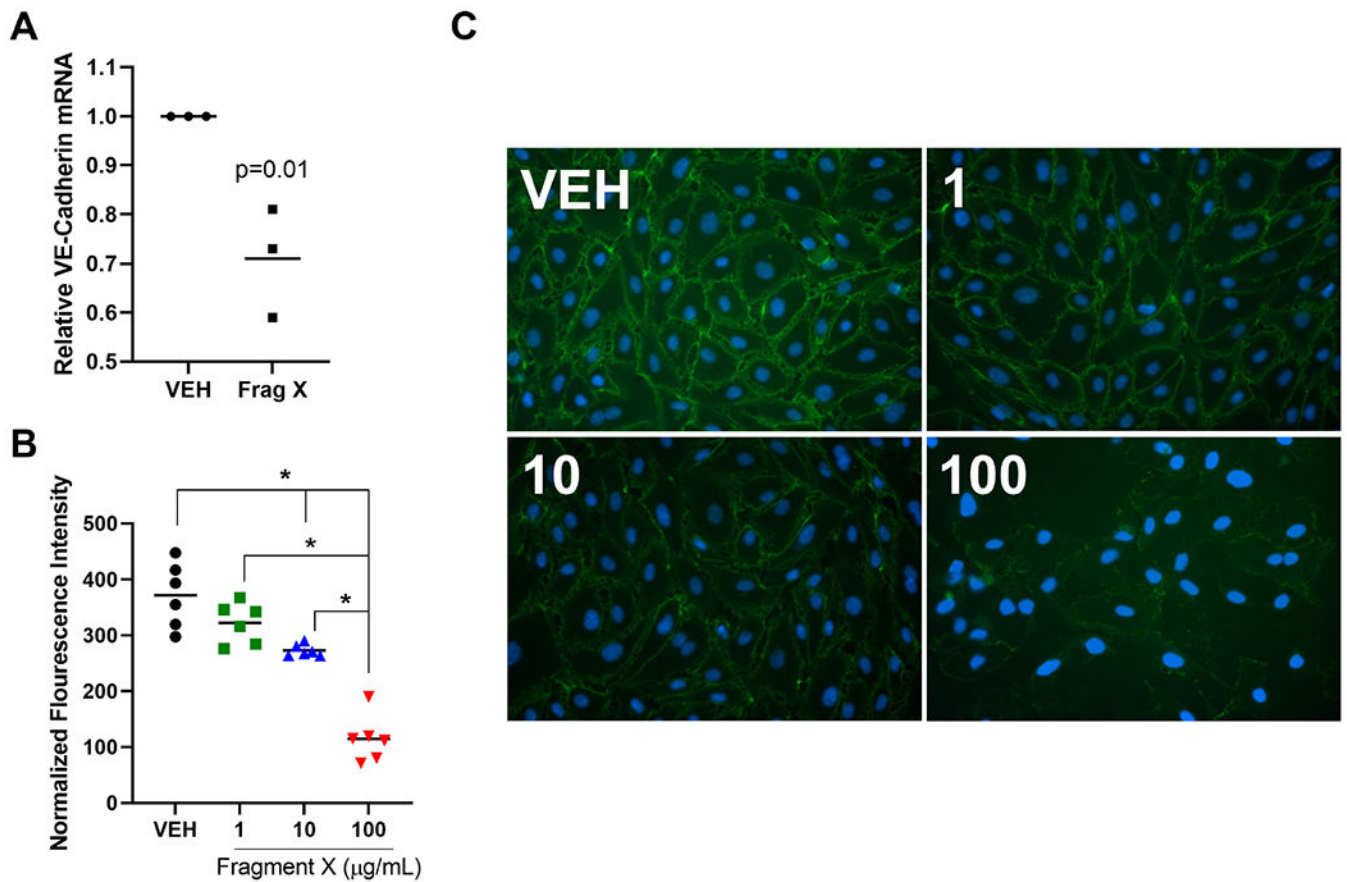 A
Relative VE-Cadherin mRNA
1.1
1.0
0.9
0.8
0.7
0.6
0.5
p=0.01
VEH Frag X
B
Normalized Flourescence Intensity
500
400
300
200
100
0
*
*
*
VEH 1 10 100
Fragment X (μg/mL)
C
VEH
1
10
100